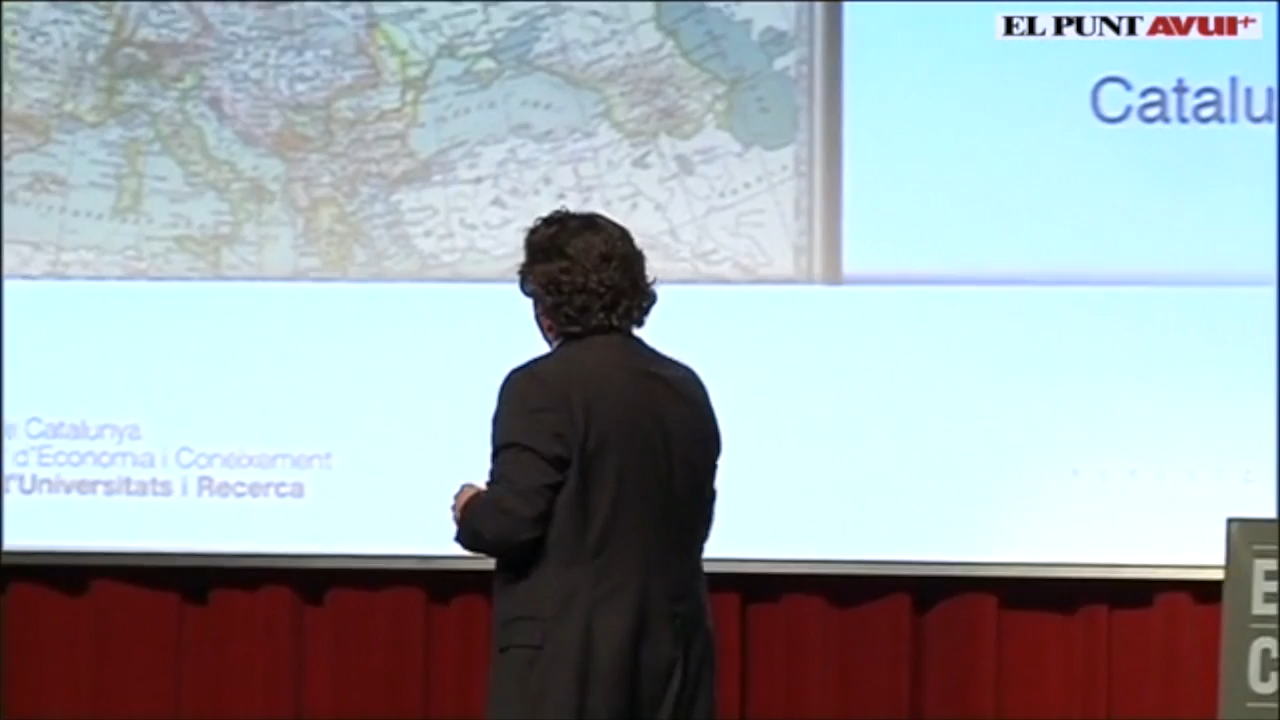 EL PUNT AVUI+
Catalu
Catalunya
d'Economia i Coneixement
d'Universitats i Recerca
E
C